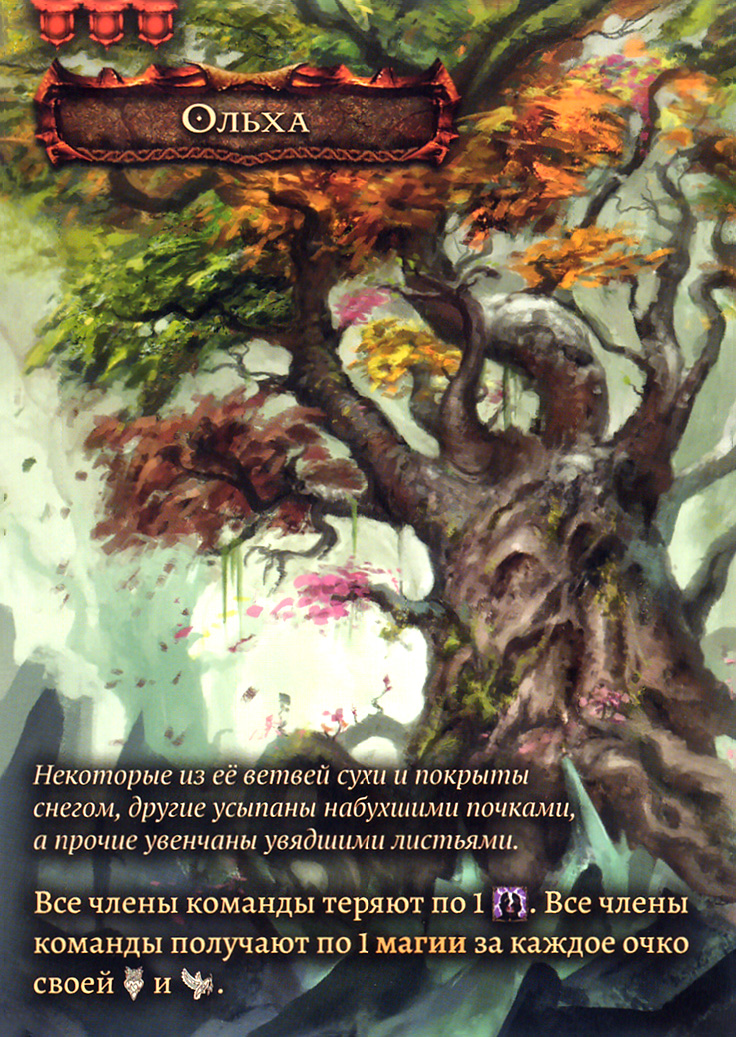 Ольха
Некоторые из её ветвей сухи и покрыты
снегом, другие усыпаны набухшими почками,
а прочие увенчаны увядшими листьями.
Все члены команды теряют по 1 . Все члены
команды получают по 1 магии за каждое очко
своей и .